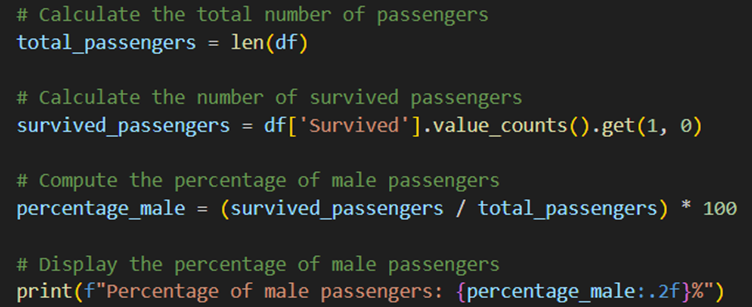 # Calculate the total number of passengers
total_passengers = len(df)
# Calculate the number of survived passengers
survived_passengers = df['Survived'].value_counts().get(1, 0)
# Compute the percentage of male passengers
percentage_male = (survived_passengers / total_passengers) * 100
# Display the percentage of male passengers
print(f"Percentage of male passengers: {percentage_male:.2f}%")